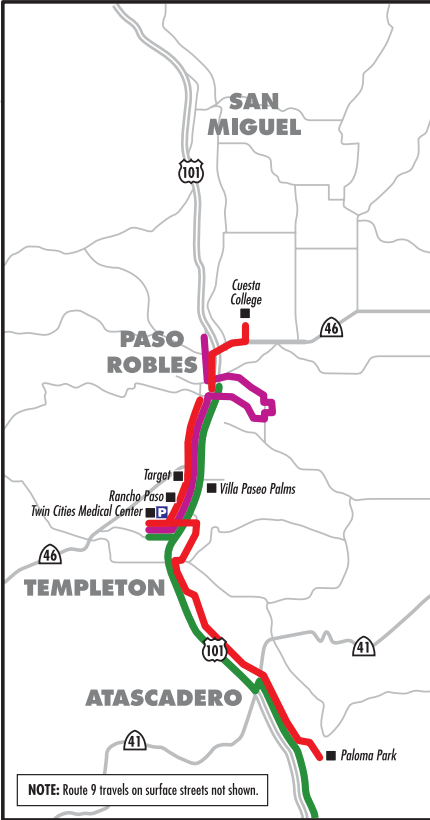 SAN
MIGUEL
101
Cuesta
College
46
PASO
ROBLES
Target
Villa Paseo Palms
Rancho Paso
Twin Cities Medical Center P
46
TEMPLETON
101
41
ATASCADERO
41
Paloma Park
NOTE: Route 9 travels on surface streets not shown.